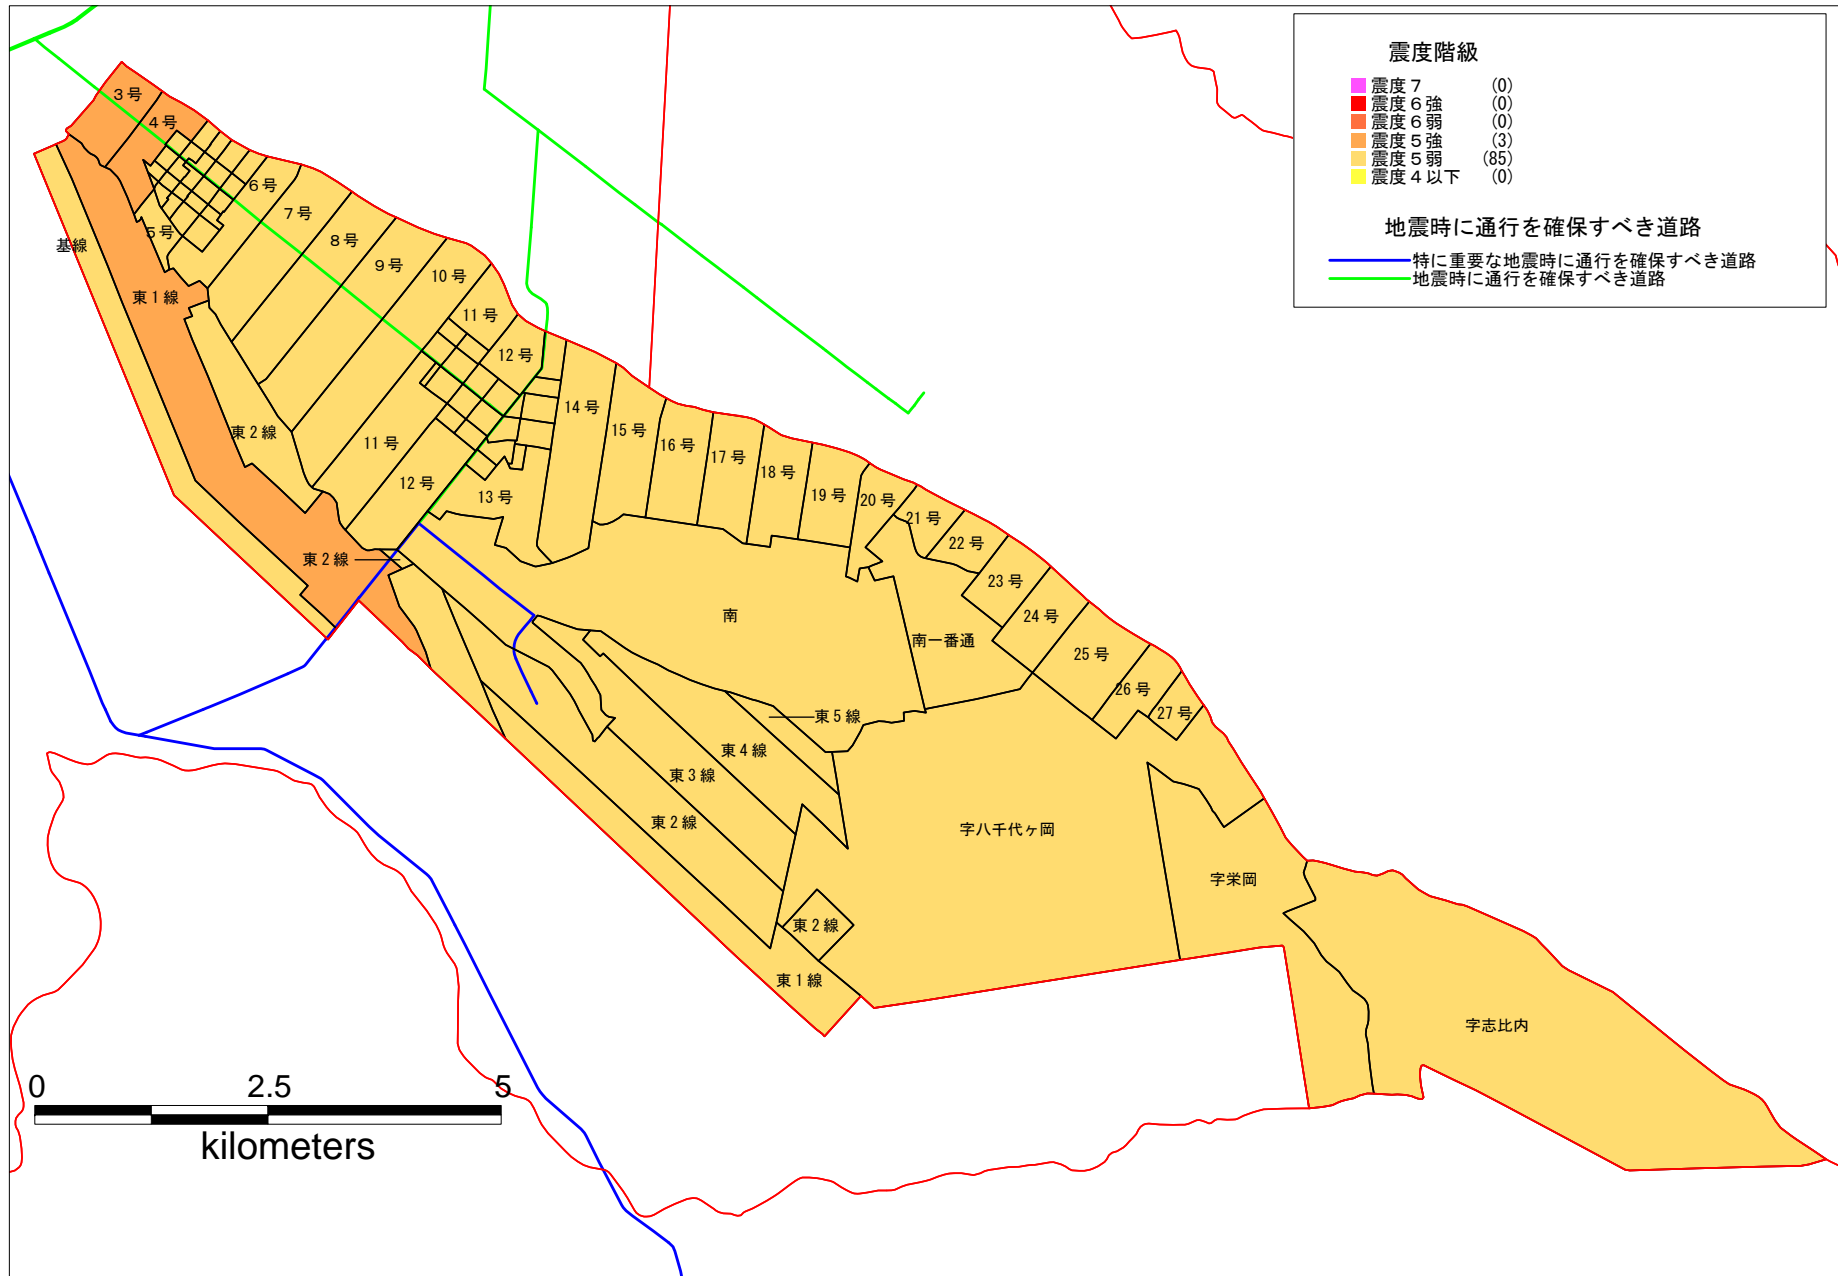 震度階級
震度７ (0)
震度６強 (0)
震度６弱 (0)
震度５強 (3)
震度５弱 (85)
震度４以下 (0)
地震時に通行を確保すべき道路
特に重要な地震時に通行を確保すべき道路
地震時に通行を確保すべき道路
３号
４号
６号
７号
５号
８号
基線
９号
10号
東１線
11号
12号
14号
15号
東２線
11号
16号
17号
18号
12号
13号
19号
20号
21号
22号
東２線
23号
南
24号
南一番通
25号
26号
27号
東５線
東４線
東３線
東２線
字八千代ヶ岡
字栄岡
東２線
東１線
字志比内
0 2.5 5
kilometers